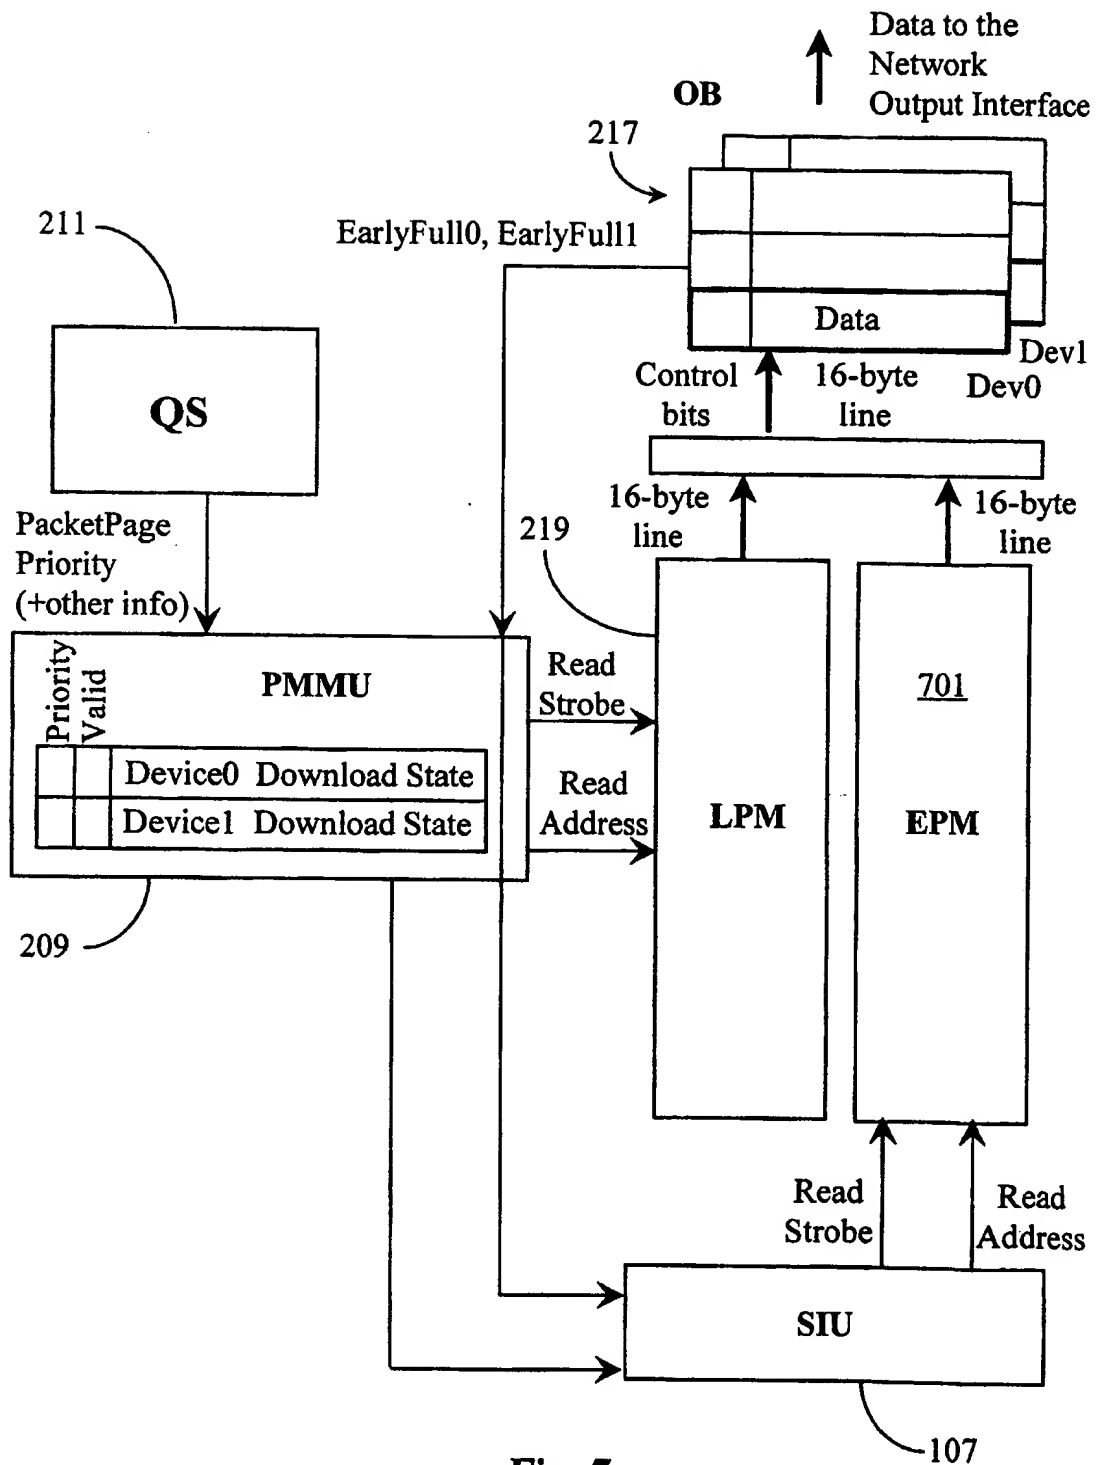 Data to the
Network
Output Interface
OB
217
211
EarlyFull0, EarlyFull1
Data
Dev1
Dev0
Control
bits
16-byte
line
QS
16-byte
line
16-byte
line
219
PacketPage
Priority
(+other info)
Priority
Valid
PMMU
Read
Strobe
701
Device0 Download State
Device1 Download State
Read
Address
LPM
EPM
209
Read
Strobe
Read
Address
SIU
107